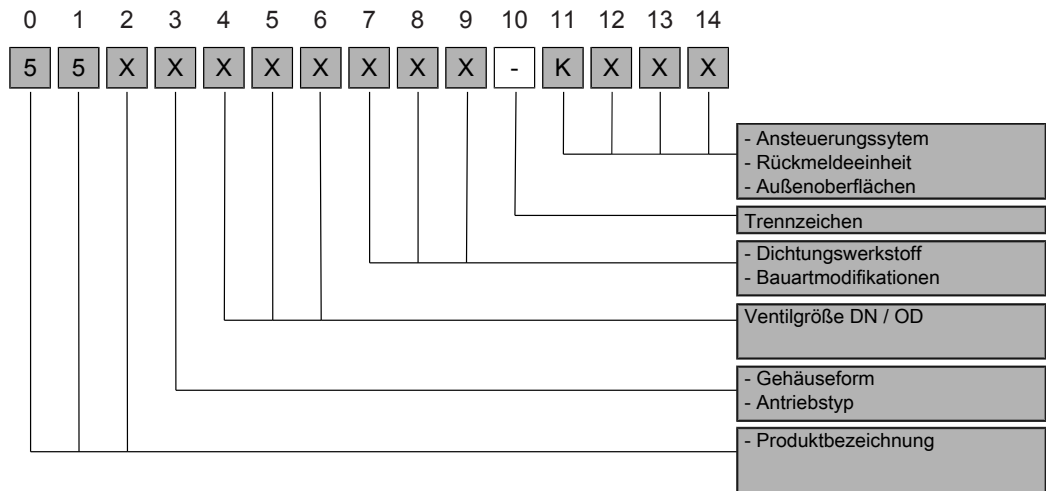 0 1 2 3 4 5 6 7 8 9 10 11 12 13 14
5 5 X X X X X X X X - K X X X
- Ansteuerungssytem
- Rückmeldeeinheit
- Außenoberflächen
Trennzeichen
- Dichtungswerkstoff
- Bauartmodifikationen
Ventilgröße DN / OD
- Gehäuseform
- Antriebstyp
- Produktbezeichnung